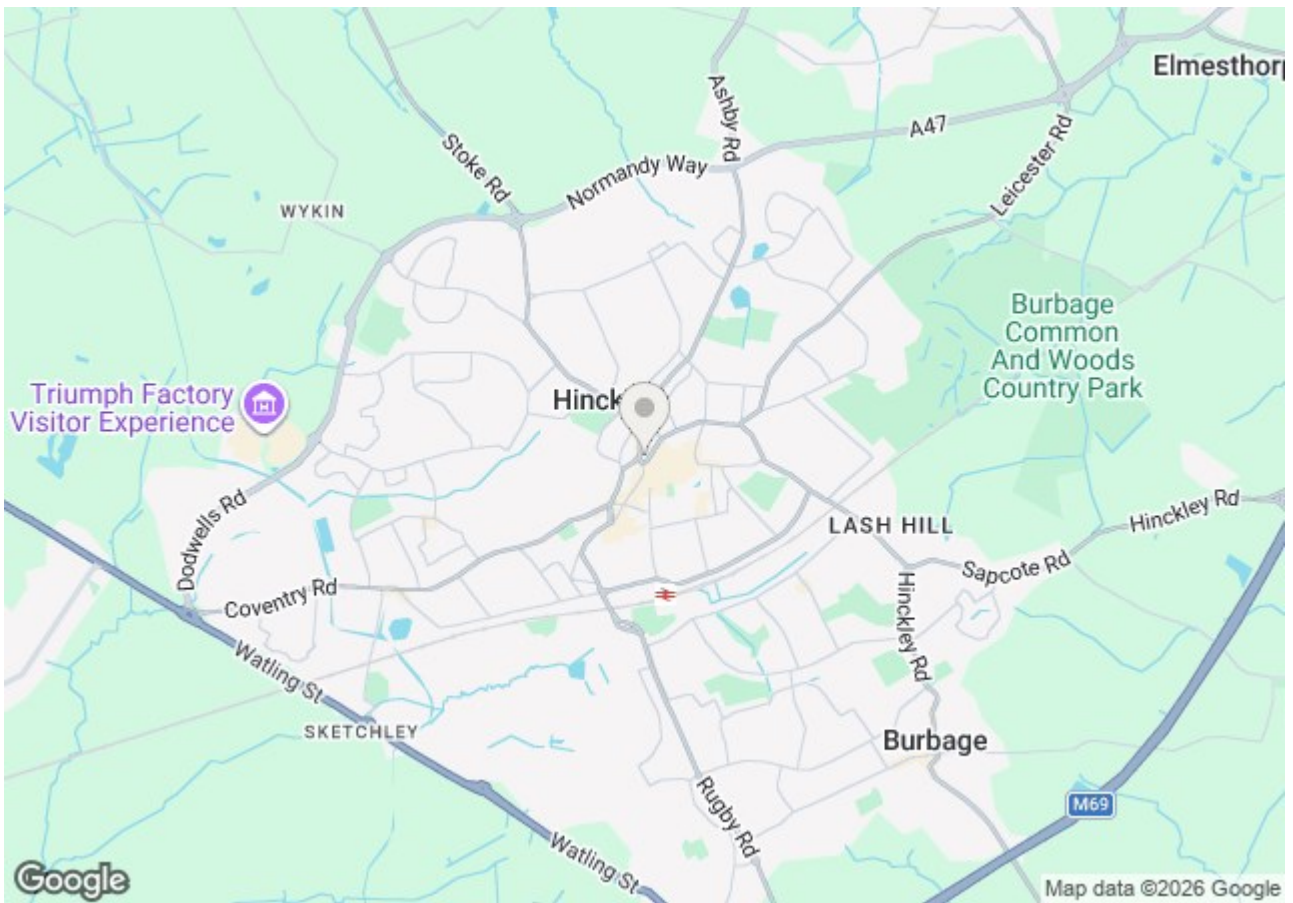 Elmesthorp
Ashby Rd
A47
Stoke Rd
Normandy Way
Leicester Rd
WYKIN
Burbage
Common
And Woods
Country Park
Triumph Factory
Visitor Experience
Hinck
Dodwells Rd
LASH HILL
Hinckley Rd
Sapcote Rd
Coventry Rd
Hinckley Rd
Watling St
SKETCHLEY
Burbage
Rugby Rd
M69
Watling St
Google
Map data ©2026 Google